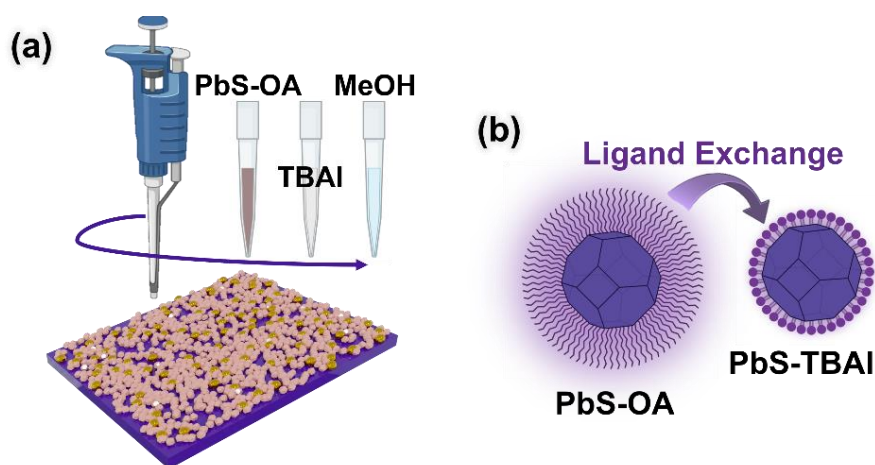 (a)
PbS-OA
MeOH
TBAI
(b)
Ligand Exchange
PbS-TBAI
PbS-OA